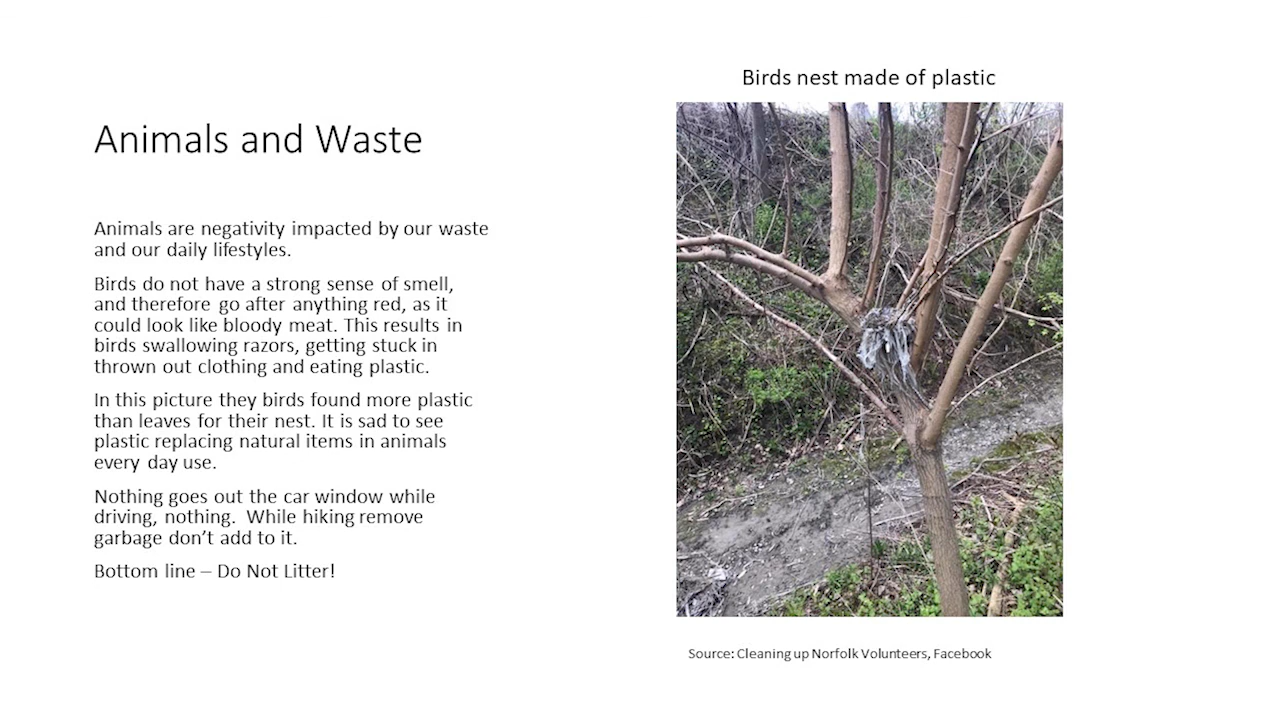 Animals and Waste
Animals are negativity impacted by our waste
and our daily lifestyles.
Birds do not have a strong sense of smell,
and therefore go after anything red, as it
could look like bloody meat. This results in
birds swallowing razors, getting stuck in
thrown out clothing and eating plastic.
In this picture they birds found more plastic
than leaves for their nest. It is sad to see
plastic replacing natural items in animals
every day use.
Nothing goes out the car window while
driving, nothing.  While hiking remove
garbage don’t add to it.
Bottom line – Do Not Litter!
Birds nest made of plastic
Source: Cleaning up Norfolk Volunteers, Facebook